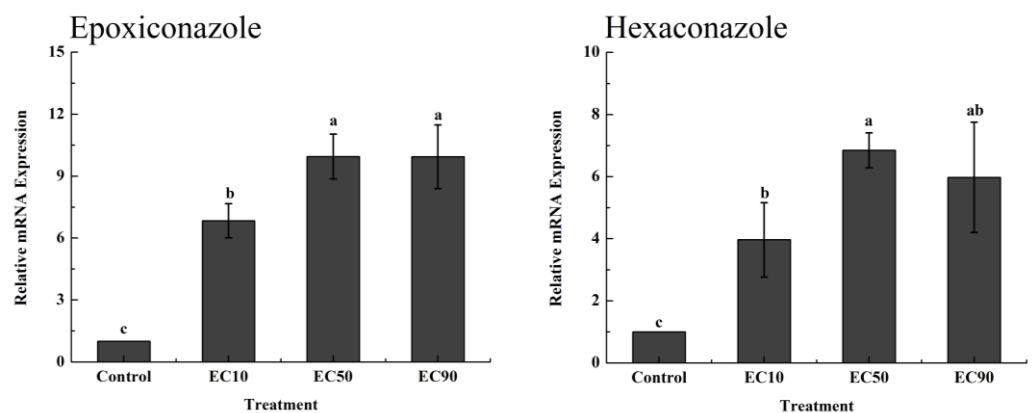 Epoxiconazole
15
12
9
6
3
0
Relative mRNA Expression
c
b
a
a
Control EC10 EC50 EC90
Treatment
Hexaconazole
10
8
6
4
2
0
Relative mRNA Expression
c
b
a
ab
Control EC10 EC50 EC90
Treatment